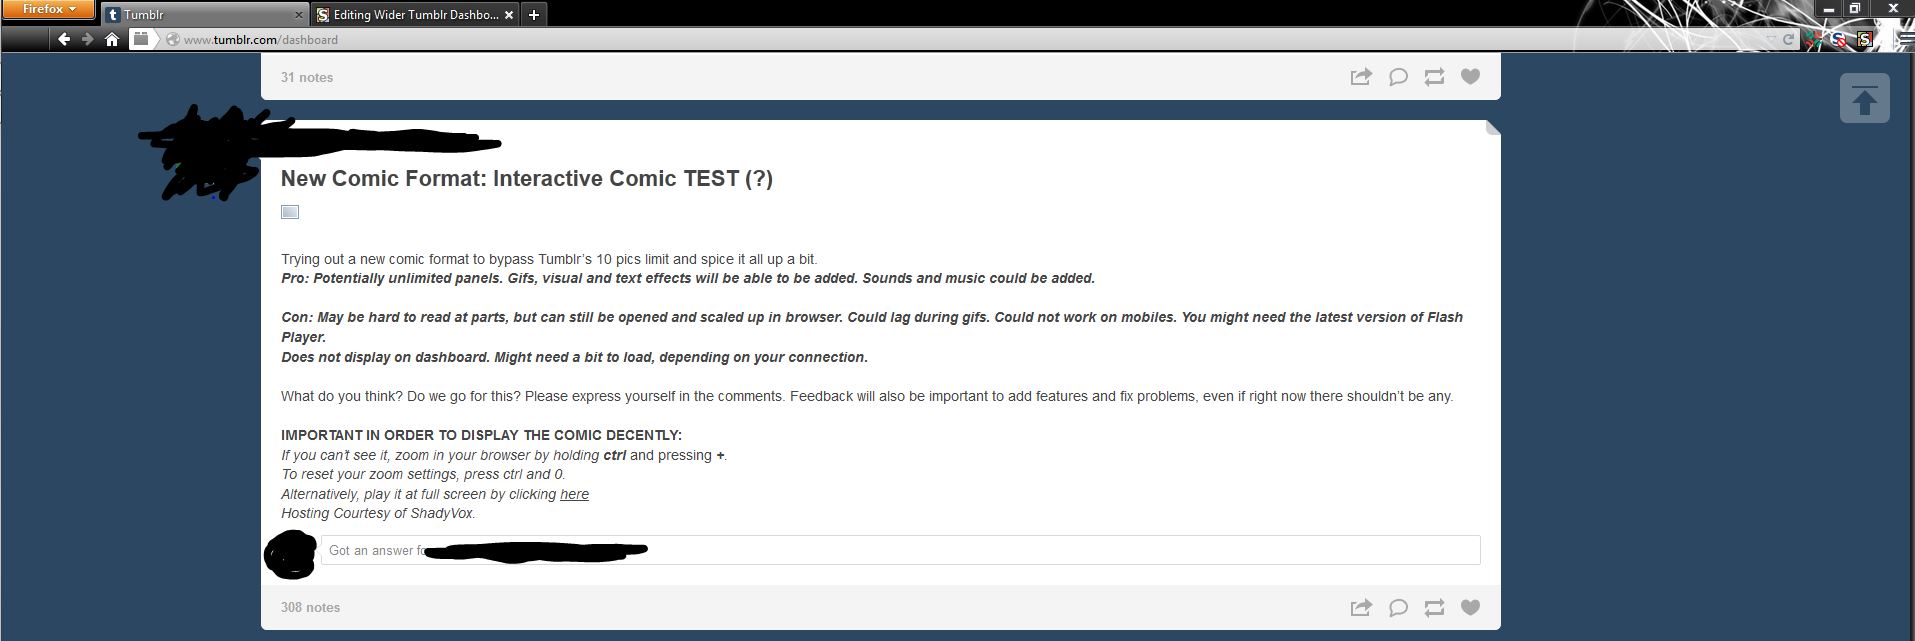 Firefox
Tumblr
Editing Wider Tumblr Dashbo...
www.tumblr.com/dashboard
31 notes
New Comic Format: Interactive Comic TEST (?)
Trying out a new comic format to bypass Tumblr's 10 pics limit and spice it all up a bit.
Pro: Potentially unlimited panels. Gifs, visual and text effects will be able to be added. Sounds and music could be added.
Con: May be hard to read at parts, but can still be opened and scaled up in browser. Could lag during gifs. Could not work on mobiles. You might need the latest version of Flash
Player.
Does not display on dashboard. Might need a bit to load, depending on your connection.
What do you think? Do we go for this? Please express yourself in the comments. Feedback will also be important to add features and fix problems, even if right now there shouldn't be any.
IMPORTANT IN ORDER TO DISPLAY THE COMIC DECENTLY:
If you can't see it, zoom in your browser by holding ctrl and pressing +.
To reset your zoom settings, press ctrl and 0.
Alternatively, play it at full screen by clicking here
Hosting Courtesy of ShadyVox.
Got an answer
308 notes